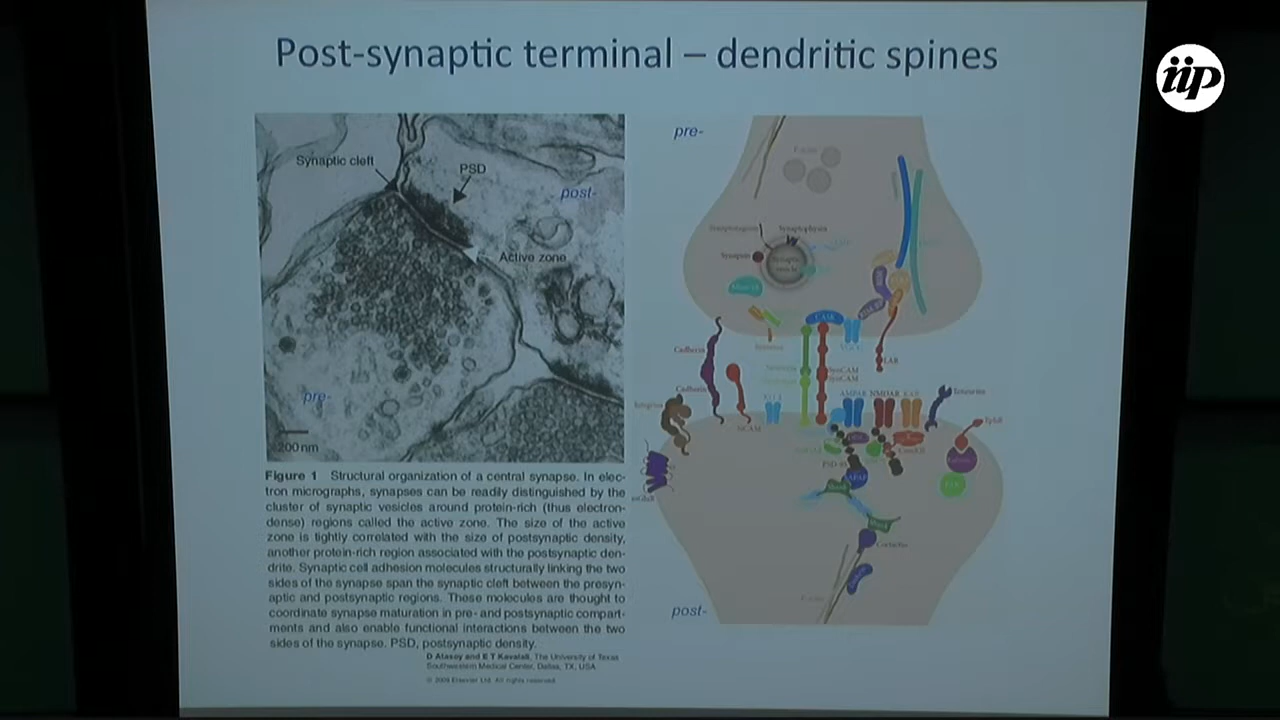 Post-synaptic terminal – dendritic spines
iip
Synaptic cleft
PSD
post-
Active zone
pre-
200 nm
Figure 1 Structural organization of a central synapse. In elec-
tron micrographs, synapses can be readily distinguished by the
cluster of synaptic vesicles around protein-rich (thus electron-
dense) regions called the active zone. The size of the active
zone is tightly correlated with the size of postsynaptic density,
another protein-rich region associated with the postsynaptic den-
drite. Synaptic cell adhesion molecules structurally linking the two
sides of the synapse span the synaptic cleft between the presyn-
aptic and postsynaptic regions. These molecules are thought to
coordinate synapse maturation in pre- and postsynaptic compart-
ments and also enable functional interactions between the two
sides of the synapse. PSD, postsynaptic density.
D Atasoy and E T Kavalali, The University of Texas
Southwestern Medical Center, Dallas, TX, USA
© 2009 Elsevier Ltd. All rights reserved.
pre-
Synaptophysin
Synaptic
vesicle
CASK
Cadherin
LAR
SynCAM
SynCAM
Cadherin
AMPAR NMDAR KAR
NCAM
PSD-95
Cortactin
post-